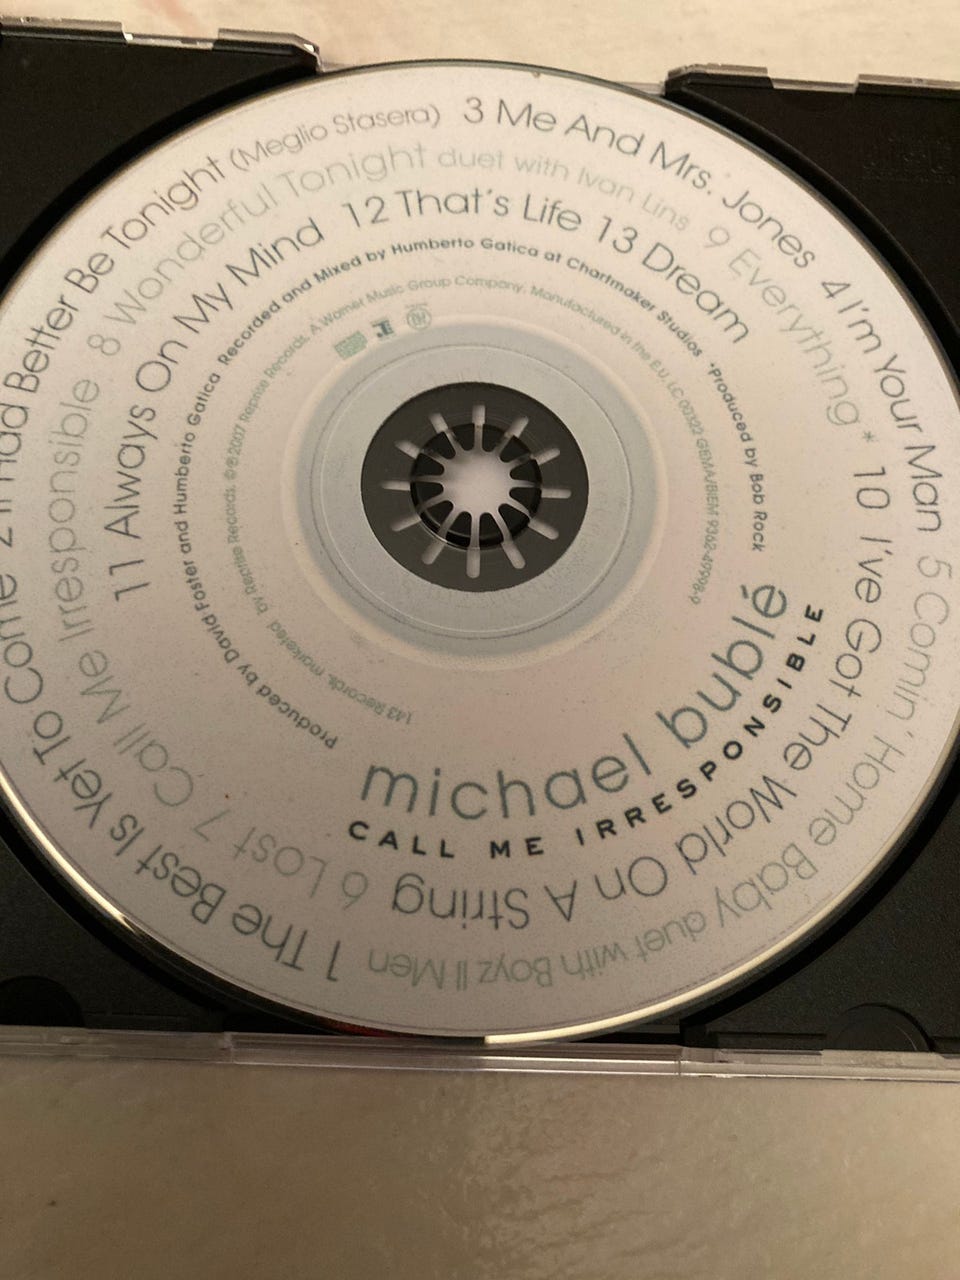 1 The Best Is Yet To Come 2 It Had Better Be Tonight (Meglio Stasera) 3 Me And Mrs. Jones 4 I'm Your Man 5 Comin' Home Baby duet with Boyz II Men
6 Lost 7 Call Me Irresponsible 8 Wonderful Tonight duet with Ivan Lins 9 Everything* 10 I've Got The World On A String
11 Always On My Mind 12 That's Life 13 Dream
Produced by David Foster and Humberto Gatica Recorded and Mixed by Humberto Gatica at Chartmaker Studios *Produced by Bob Rock
143 Records, marketed by Reprise Records. ©℗2007 Reprise Records. A Warner Music Group Company. Manufactured in the E.U. LC 00322 GEMA/BIEM 9362-49998-9
michael bublé
CALL ME IRRESPONSIBLE